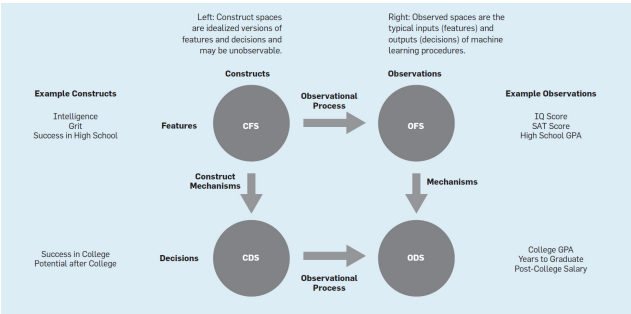 Left: Construct spaces
are idealized versions of
features and decisions and
may be unobservable.
Right: Observed spaces are the
typical inputs (features) and
outputs (decisions) of machine
learning procedures.
Constructs
Observations
Example Constructs
Intelligence
Grit
Success in High School
Features
CFS
Observational
Process
OFS
Example Observations
IQ Score
SAT Score
High School GPA
Construct
Mechanisms
Mechanisms
Success in College
Potential after College
Decisions
CDS
Observational
Process
ODS
College GPA
Years to Graduate
Post-College Salary